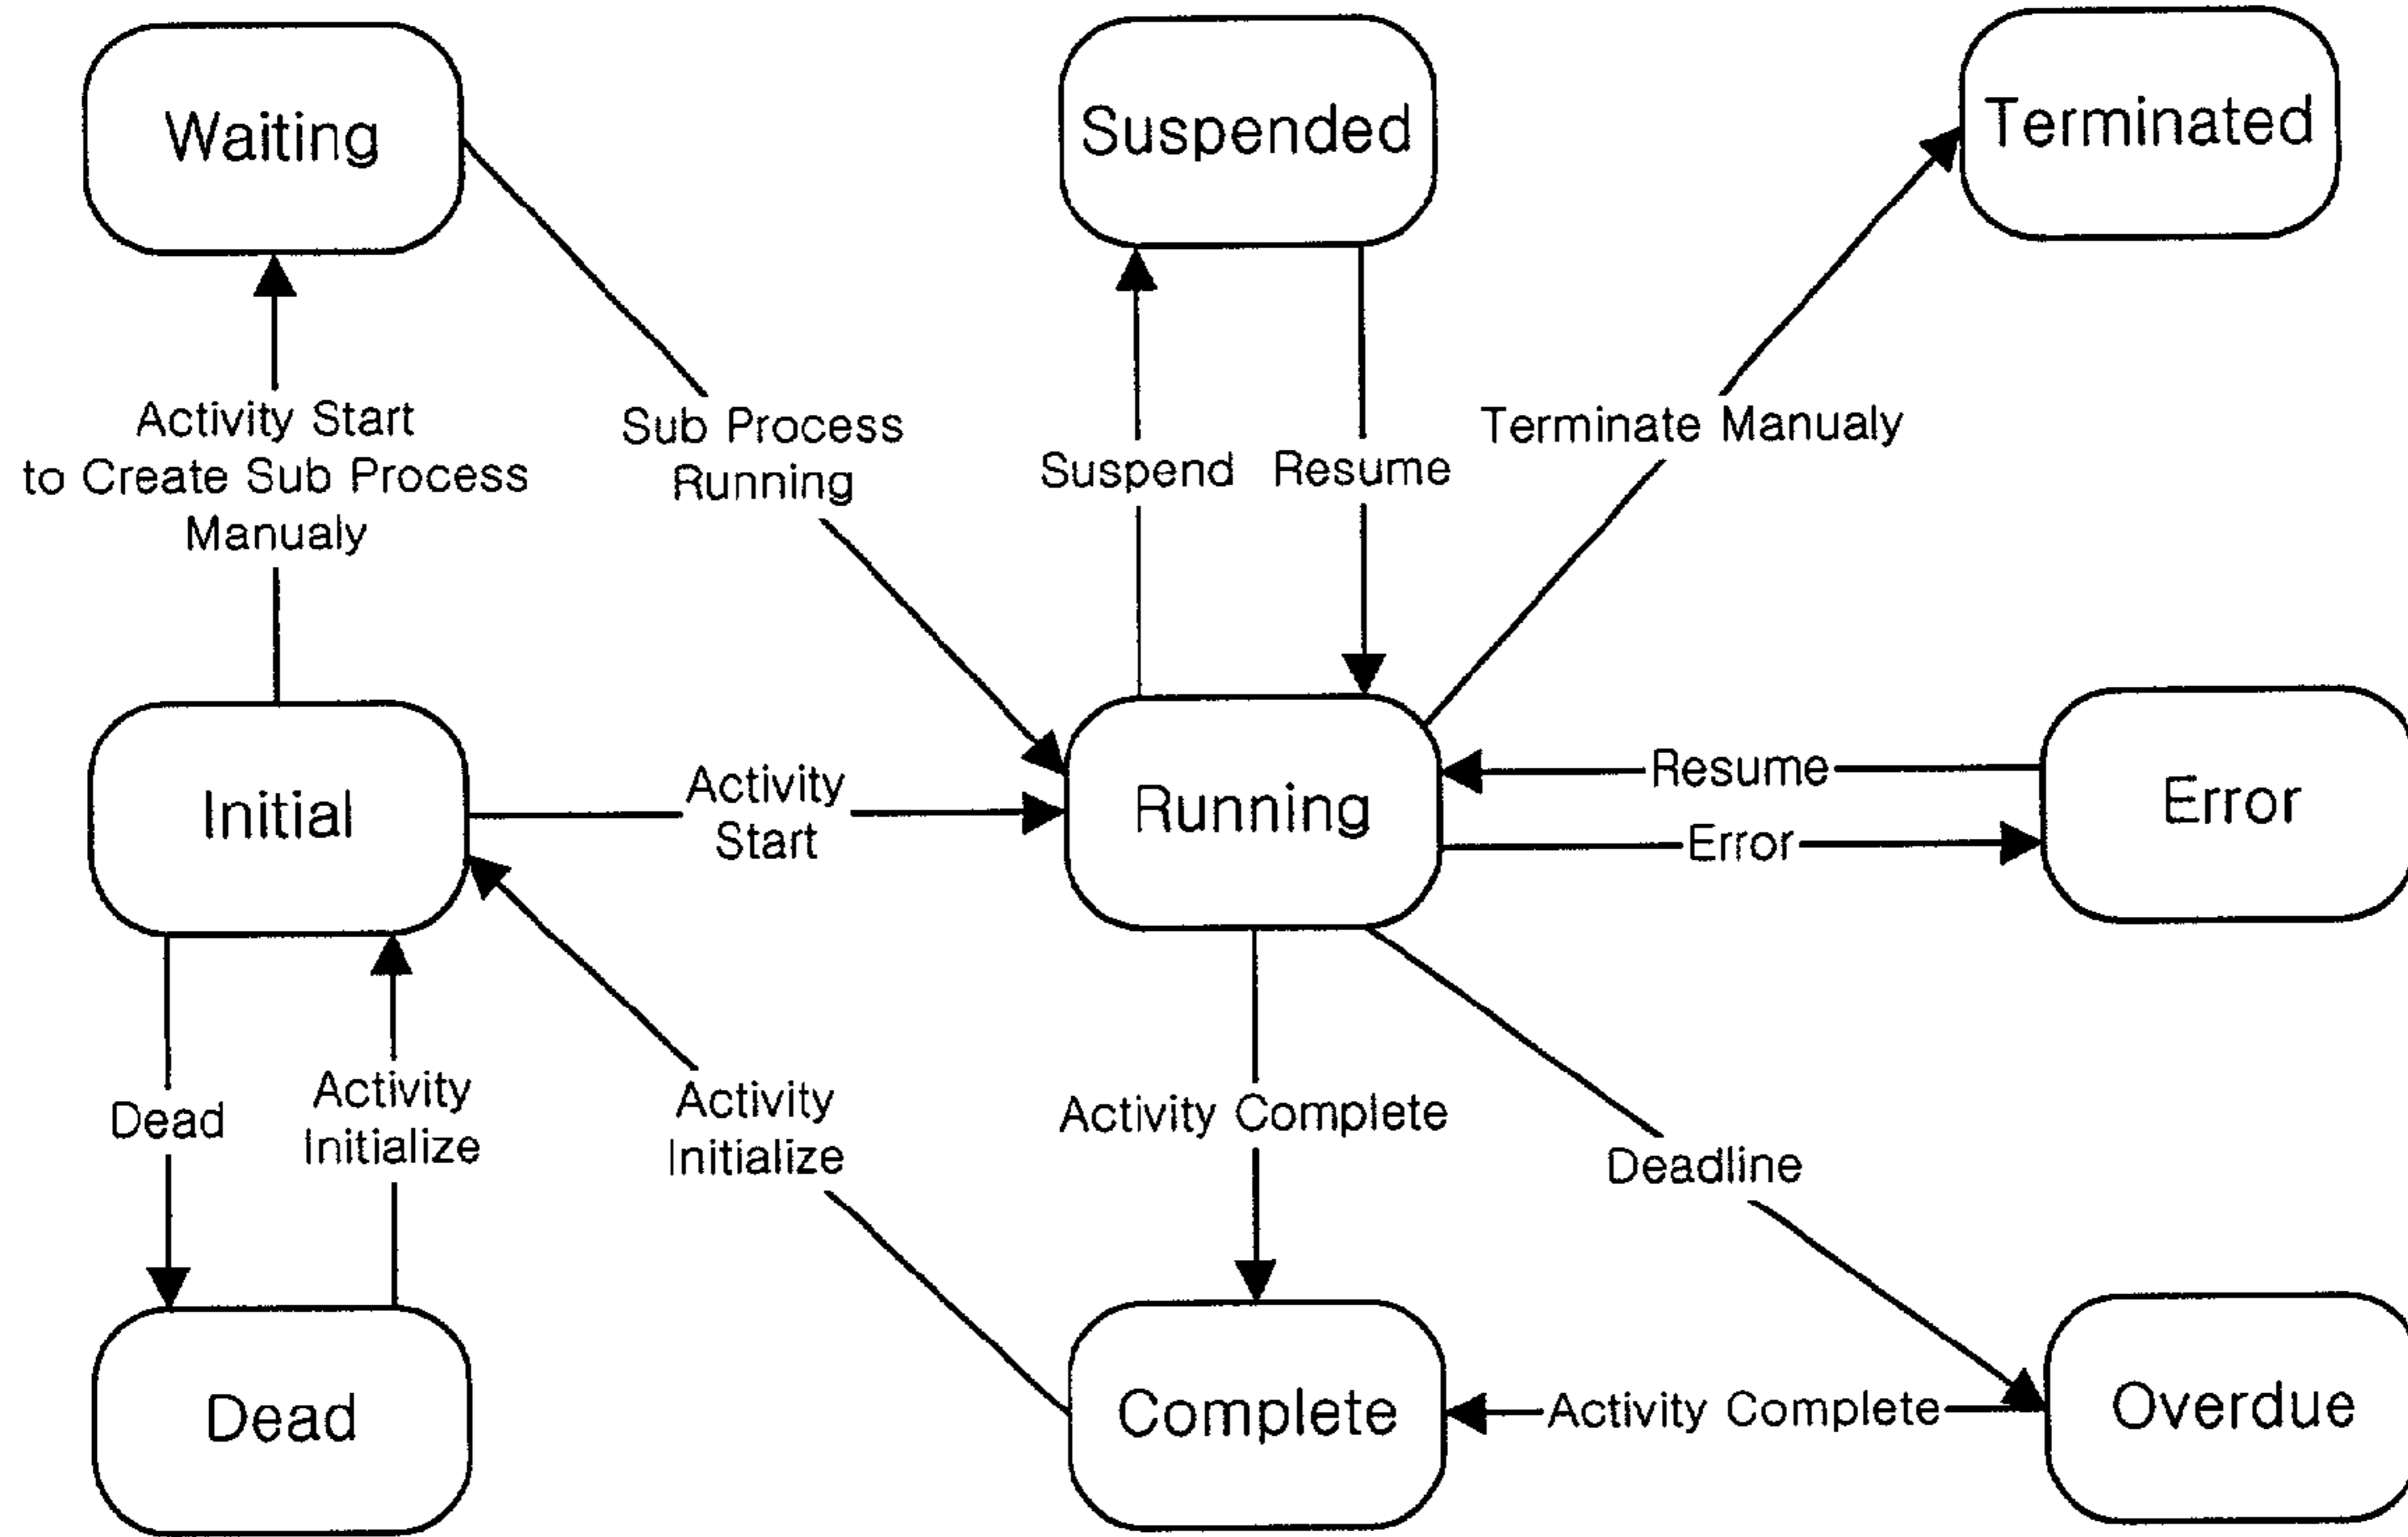 Waiting
Suspended
Terminated
Activity Start
to Create Sub Process
Manualy
Sub Process
Running
Suspend
Resume
Terminate Manualy
Initial
Activity
Start
Running
Resume
Error
Error
Dead
Activity
Initialize
Activity
Initialize
Activity Complete
Deadline
Dead
Complete
Activity Complete
Overdue